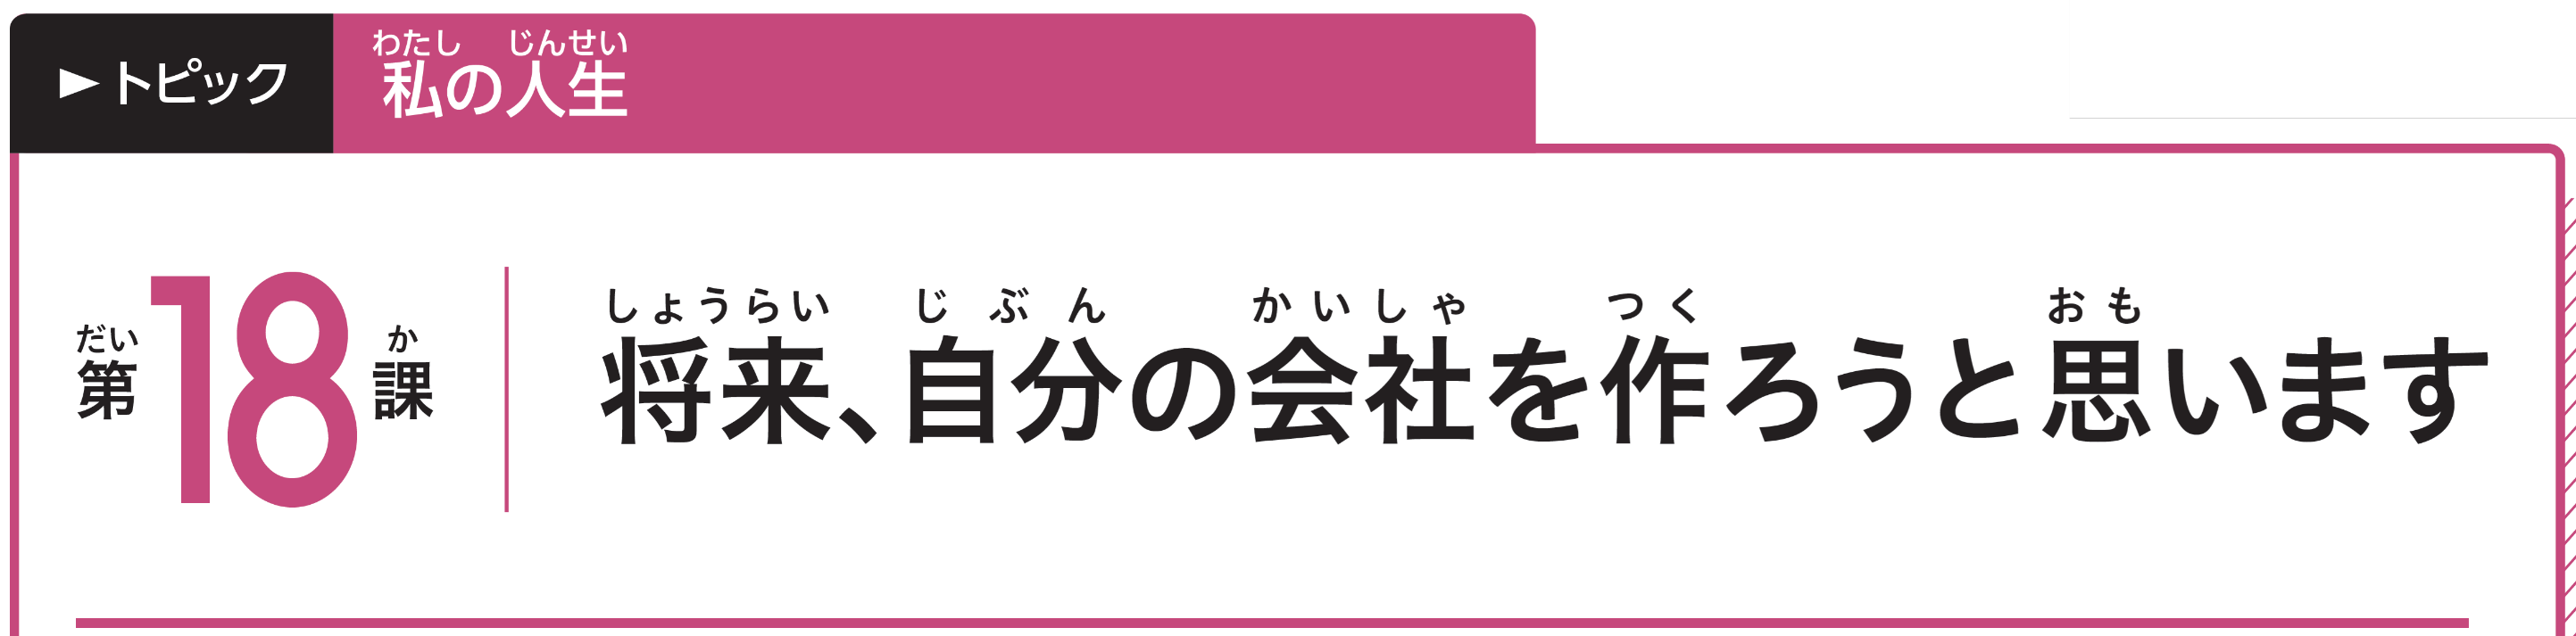 ▶トピック
わたし じんせい
私の人生
だい か
第18課
しょうらい じぶん かいしゃ つく おも
将来、自分の会社を作ろうと思います